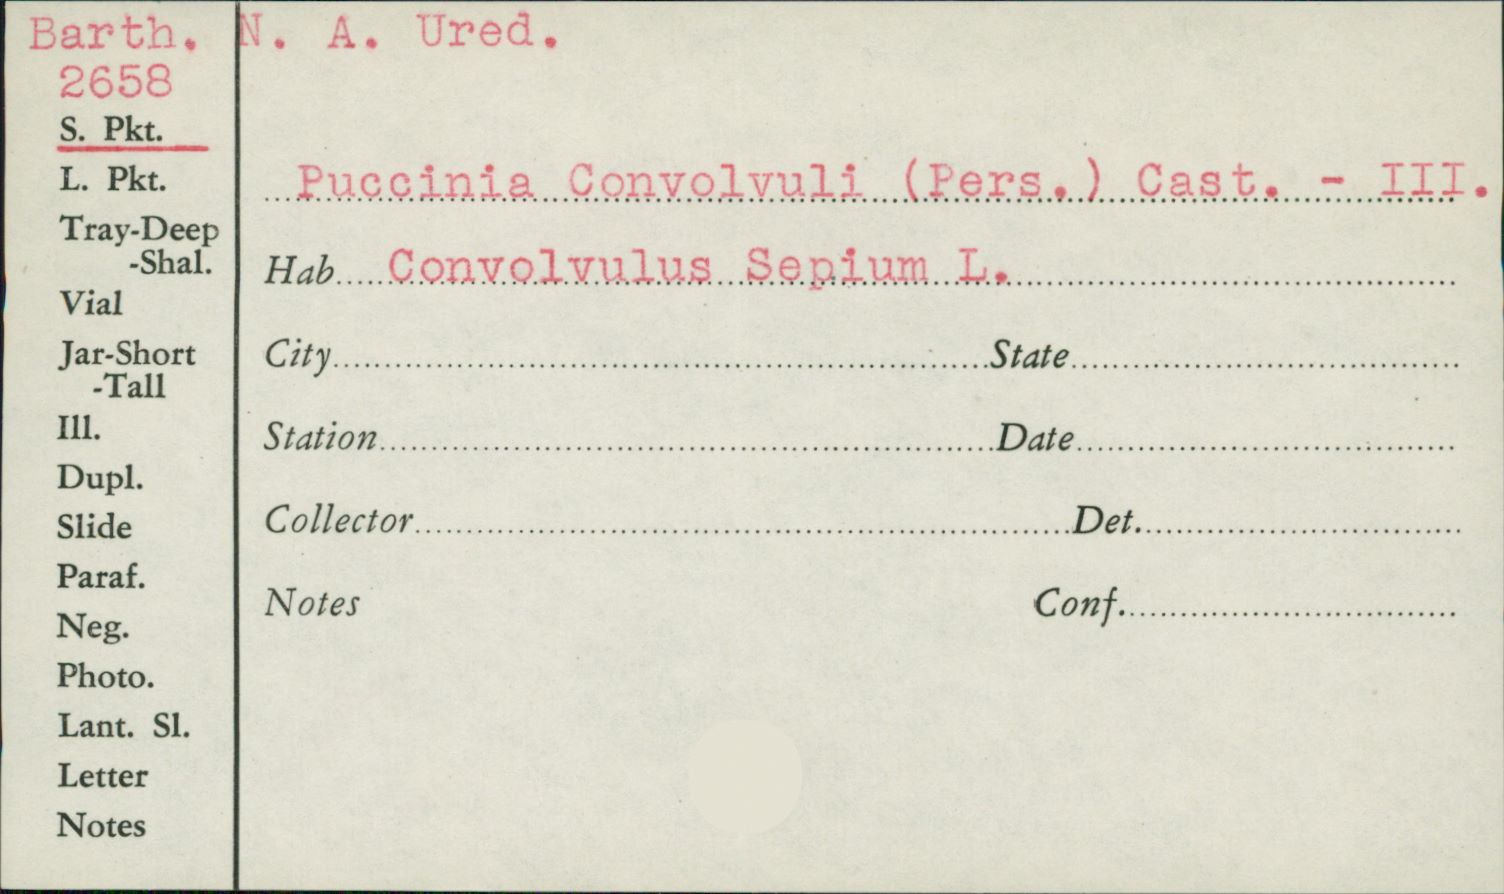 Barth. N. A. Ured.
2658
S. Pkt.
L. Pkt.
Tray-Deep
-Shal.
Vial
Jar-Short
-Tall
Ill.
Dupl.
Slide
Paraf.
Neg.
Photo.
Lant. Sl.
Letter
Notes
Puccinia Convolvuli (Pers.) Cast. - III.
Hab Convolvulus Sepium L.
City State
Station Date
Collector Det.
Notes Conf.